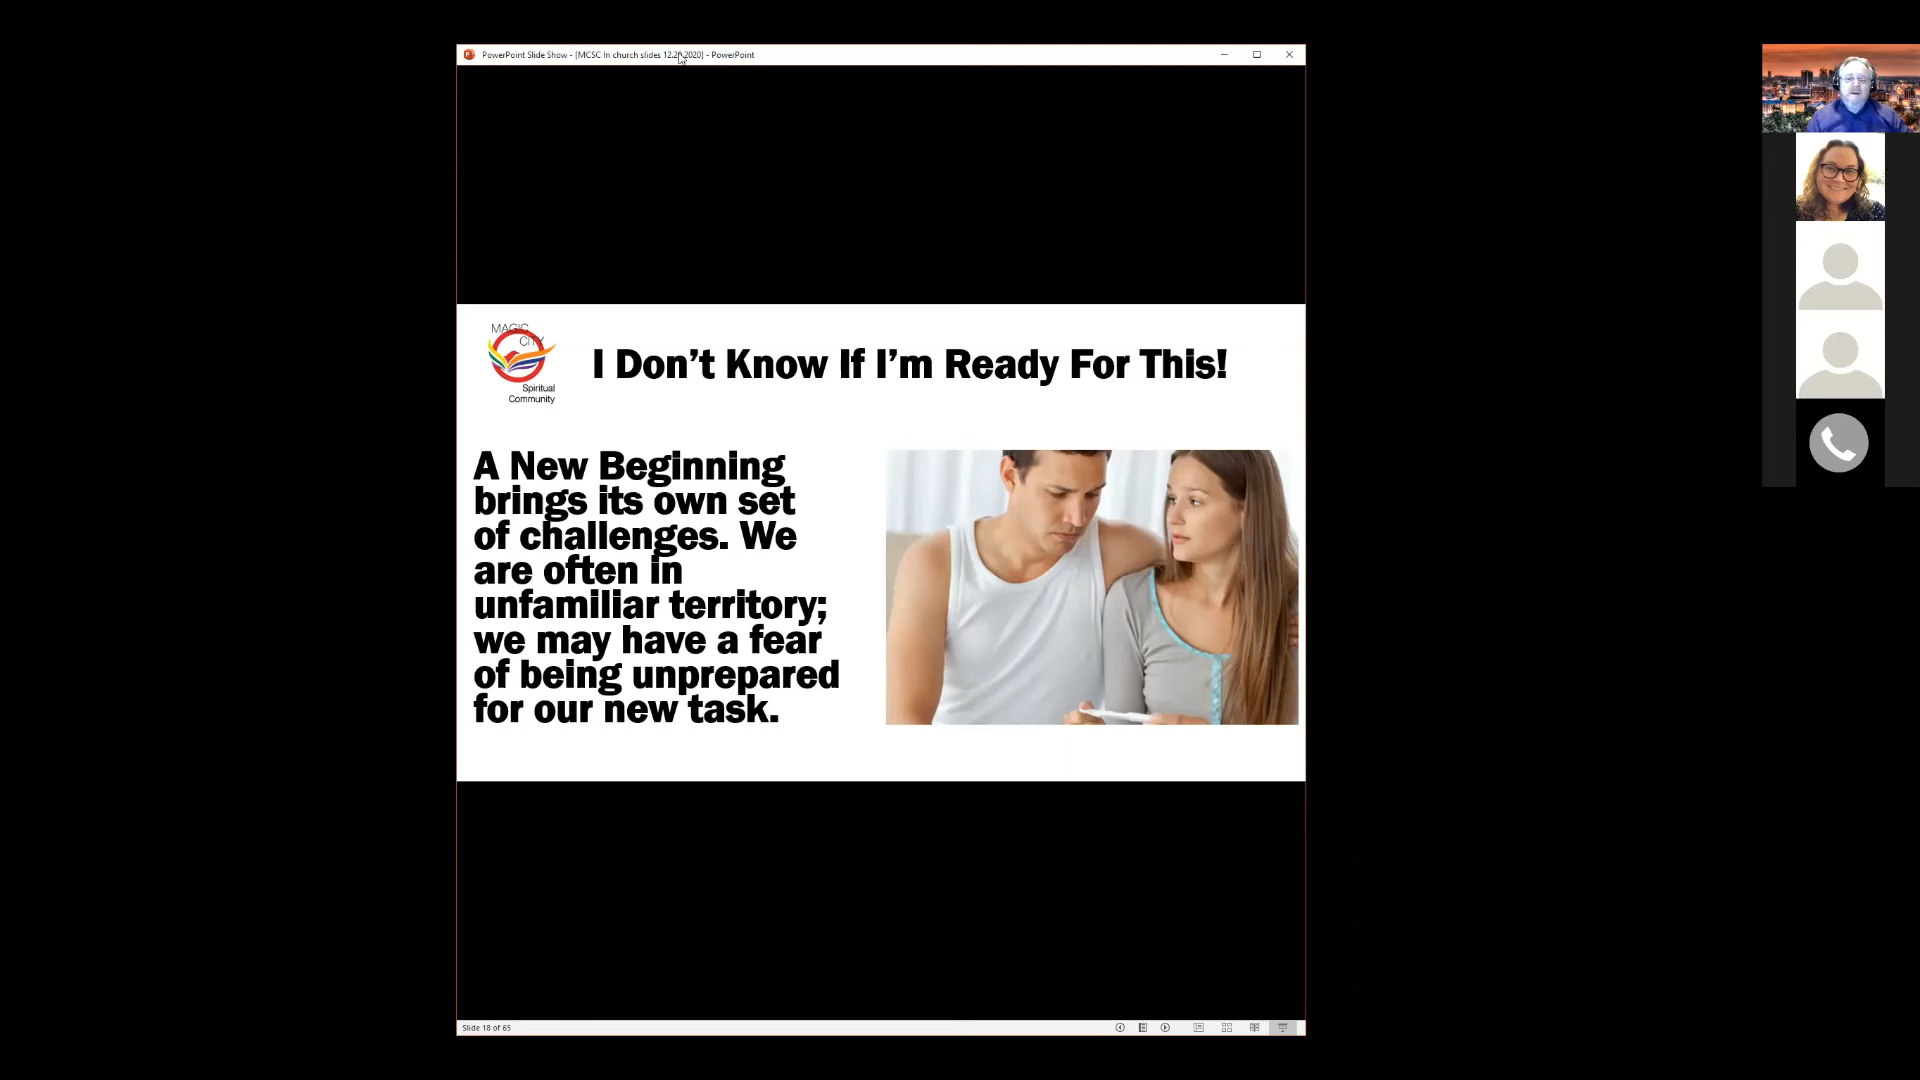 PowerPoint Slide Show - [MCSC In church slides 12.20.2020] - PowerPoint
MAGIC
CITY
Spiritual
Community
I Don’t Know If I’m Ready For This!
A New Beginning
brings its own set
of challenges. We
are often in
unfamiliar territory;
we may have a fear
of being unprepared
for our new task.
Slide 18 of 65